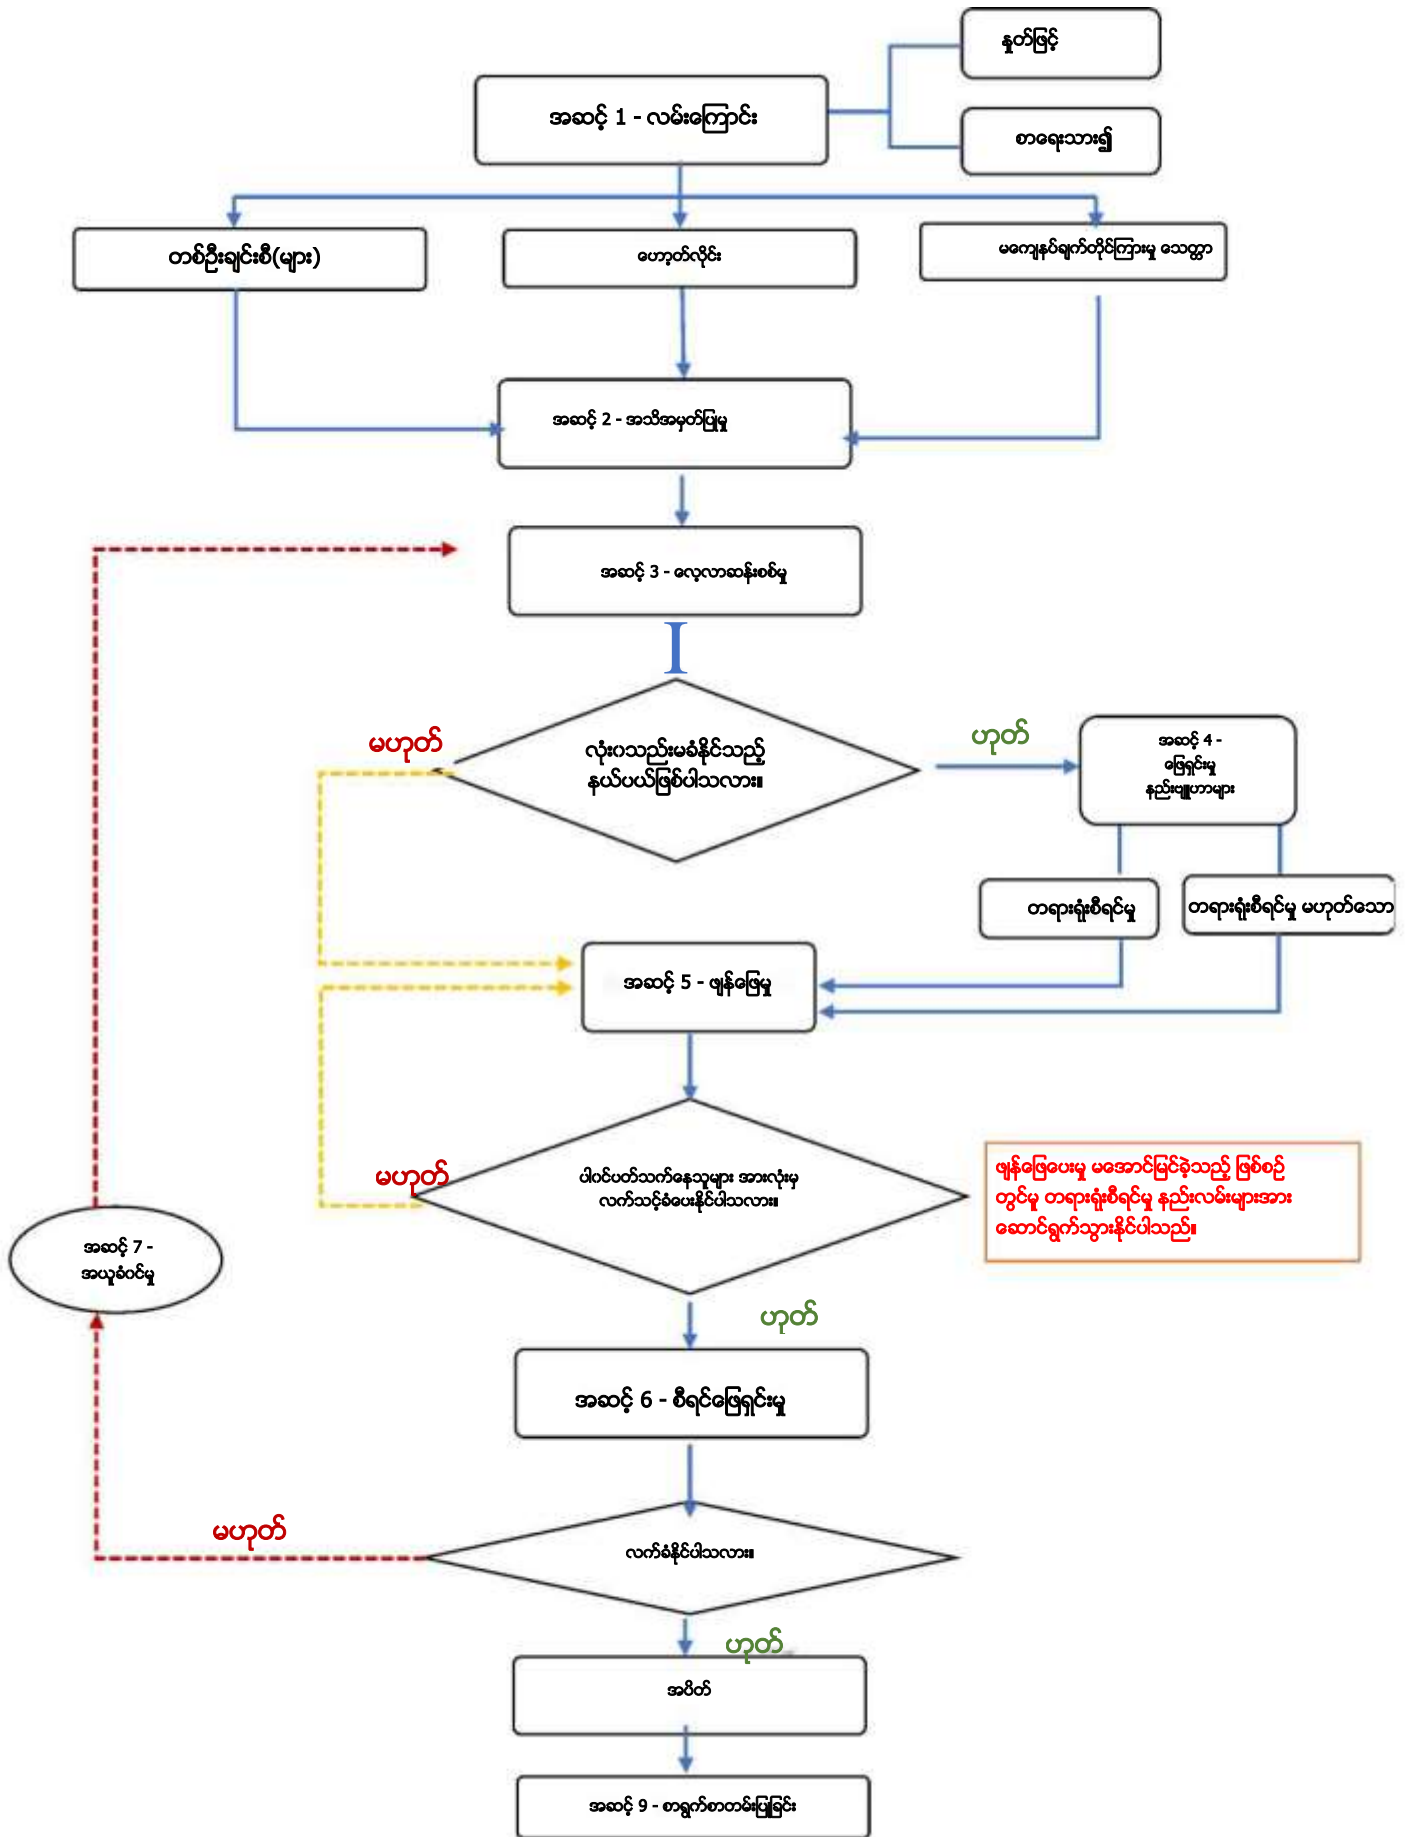 နှုတ်ဖြင့်
အဆင့် 1 - လမ်းကြောင်း
စာရေးသား၍
တစ်ဦးချင်းစီ(များ)
ဟော့တ်လိုင်း
မကျေနပ်ချက်တိုင်ကြားမှု သေတ္တာ
အဆင့် 2 - အသိအမှတ်ပြုမှု
အဆင့် 3 - လေ့လာဆန်းစစ်မှု
မဟုတ်
လုံးဝသည်းမခံနိုင်သည့်
နယ်ပယ်ဖြစ်ပါသလား။
ဟုတ်
အဆင့် 4 -
ဖြေရှင်းမှု
နည်းဗျူဟာများ
တရားရုံးစီရင်မှု
တရားရုံးစီရင်မှု မဟုတ်သော
အဆင့် 5 - ဖျန်ဖြေမှု
မဟုတ်
ပါဝင်ပတ်သက်နေသူများ အားလုံးမှ
လက်သင့်ခံပေးနိုင်ပါသလား။
ဖျန်ဖြေပေးမှု မအောင်မြင်ခဲ့သည့် ဖြစ်စဉ်
တွင်မူ တရားရုံးစီရင်မှု နည်းလမ်းများအား
ဆောင်ရွက်သွားနိုင်ပါသည်။
အဆင့် 7 -
အယူခံဝင်မှု
ဟုတ်
အဆင့် 6 - စီရင်ဖြေရှင်းမှု
မဟုတ်
လက်ခံနိုင်ပါသလား။
ဟုတ်
အပိတ်
အဆင့် 9 - စာရွက်စာတမ်းပြုခြင်း